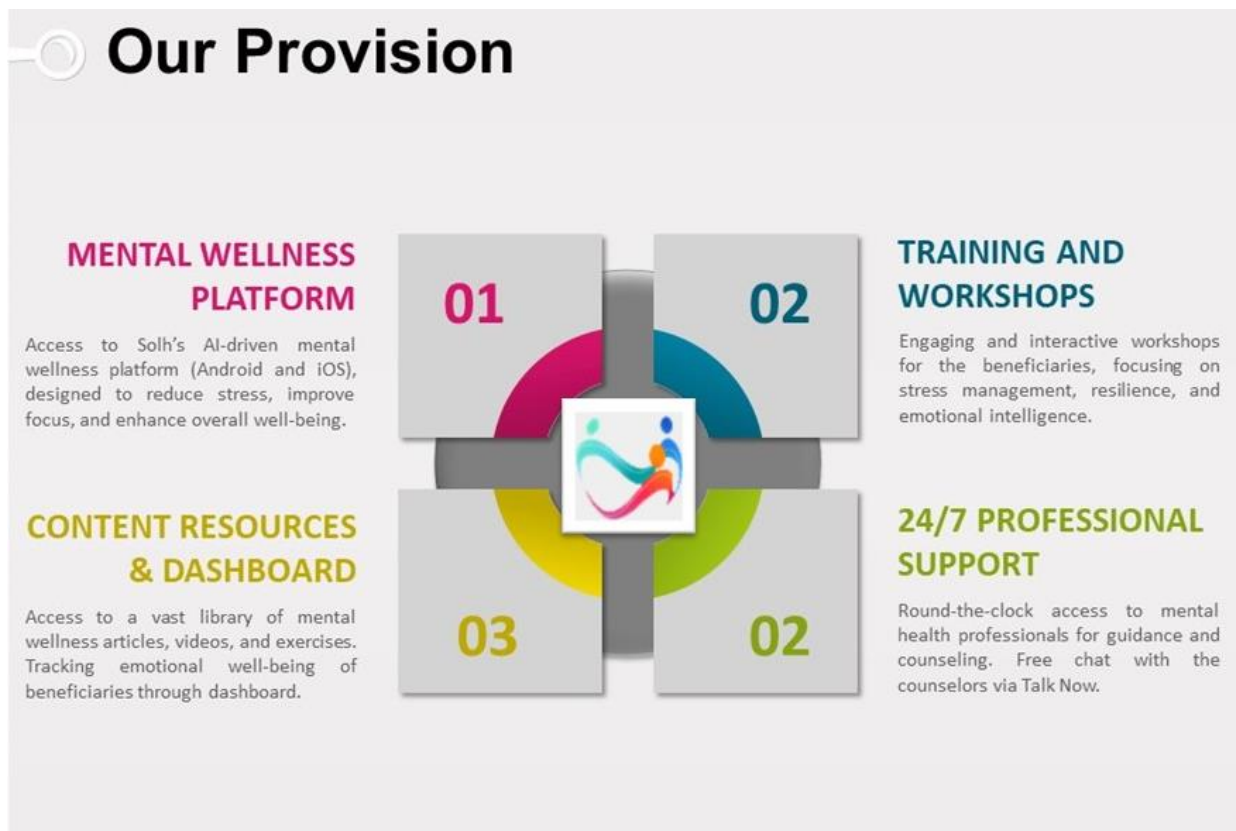 Our Provision
MENTAL WELLNESS
PLATFORM
Access to Solh's AI-driven mental
wellness platform (Android and iOS),
designed to reduce stress, improve
focus, and enhance overall well-being.
01
02
TRAINING AND
WORKSHOPS
Engaging and interactive workshops
for the beneficiaries, focusing on
stress management, resilience, and
emotional intelligence.
CONTENT RESOURCES
& DASHBOARD
Access to a vast library of mental
wellness articles, videos, and exercises.
Tracking emotional well-being of
beneficiaries through dashboard.
03
02
24/7 PROFESSIONAL
SUPPORT
Round-the-clock access to mental
health professionals for guidance and
counseling. Free chat with the
counselors via Talk Now.